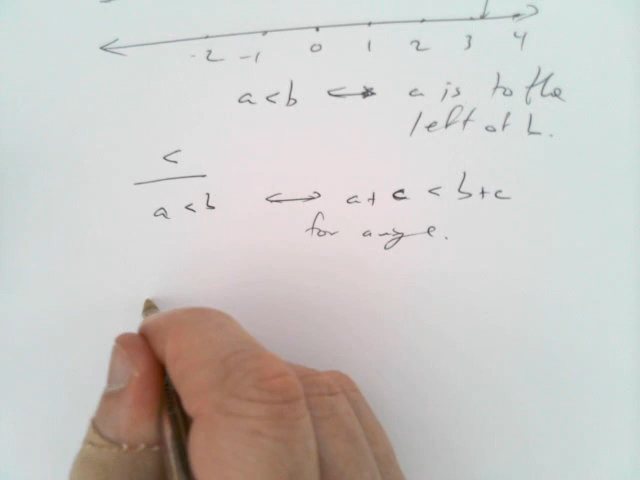 -2 -1 0 1 2 3 4
a<b ↔ a is to the
left of b.
<
a<b ↔ a+c < b+c
for any c.